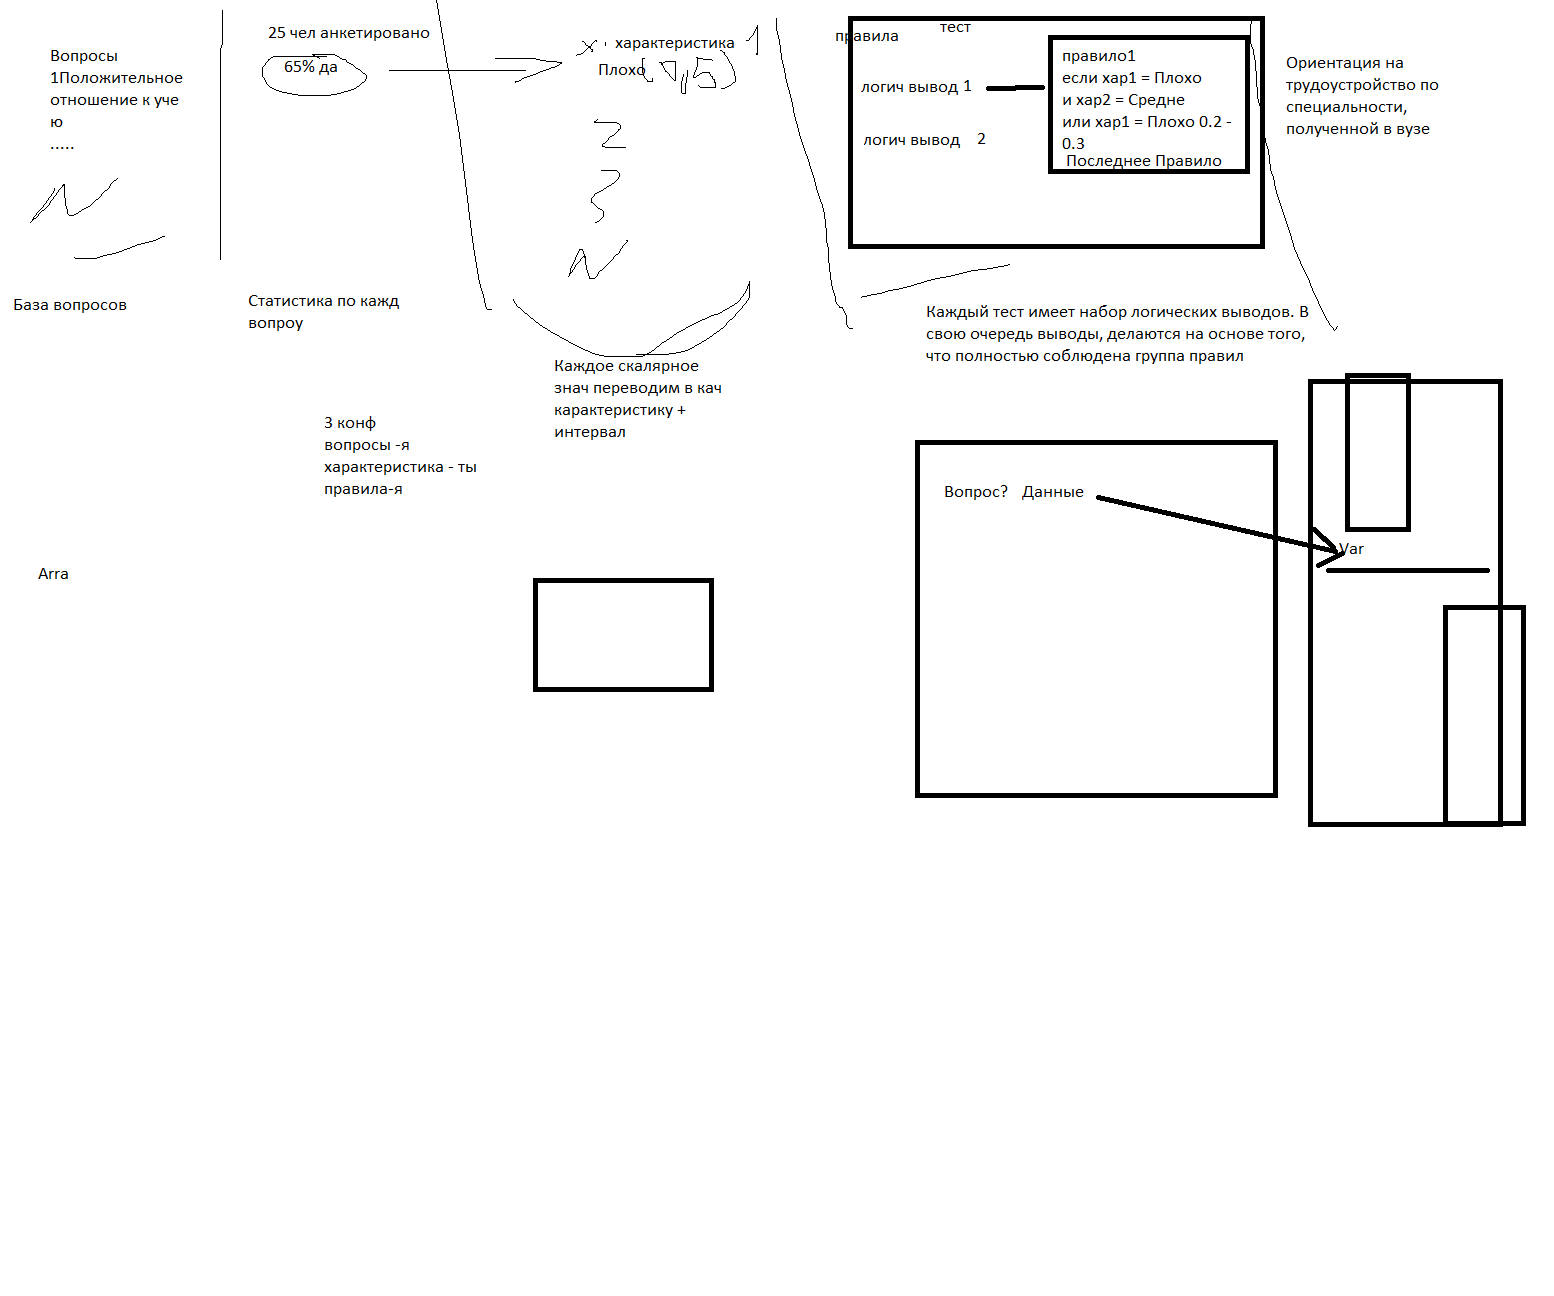 Вопросы
1Положительное
отношение к уче
ю
.....
N
База вопросов
25 чел анкетировано
65% да
Статистика по кажд
вопроу
x. характеристика 1
Плохо
2
3
N
Каждое скалярное
знач переводим в кач
карактеристику +
интервал
3 конф
вопросы -я
характеристика - ты
правила-я
правила
тест
логич вывод 1
логич вывод 2
правило1
если хар1 = Плохо
и хар2 = Средне
или хар1 = Плохо 0.2 -
0.3
Последнее Правило
Каждый тест имеет набор логических выводов. В
свою очередь выводы, делаются на основе того,
что полностью соблюдена группа правил
Ориентация на
трудоустройство по
специальности,
полученной в вузе
Вопрос? Данные
Var
Arra